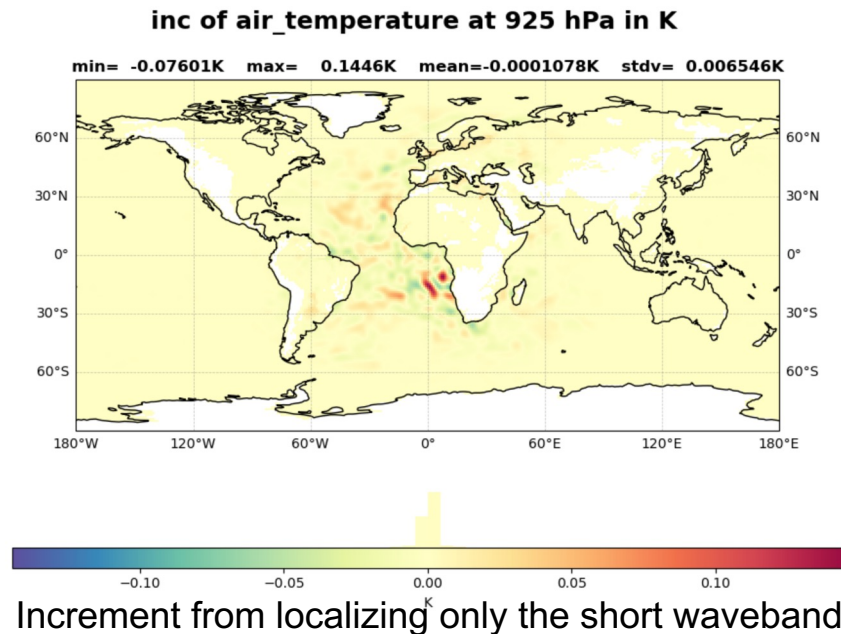 inc of air_temperature at 925 hPa in K
min= -0.07601K max= 0.1446K mean=-0.0001078K stdv= 0.006546K
60°N 60°N
30°N 30°N
0° 0°
30°S 30°S
60°S 60°S
180°W 120°W 60°W 0° 60°E 120°E 180°E
−0.10 −0.05 0.00 0.05 0.10
K
Increment from localizing only the short waveband